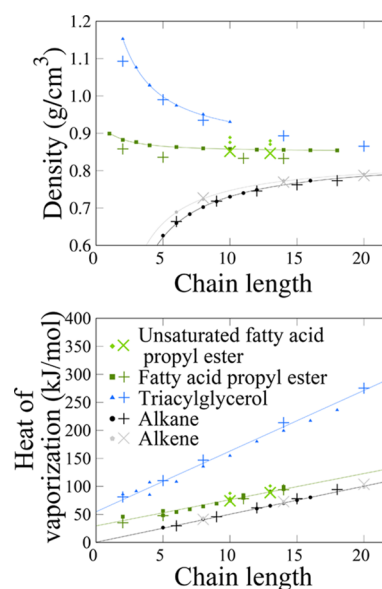 1.2
1.1
1.0
0.9
0.8
0.7
0.6
Density (g/cm³)
0 5 10 15 20
Chain length
400
350
300
250
200
150
100
50
0
Heat of
vaporization (kJ/mol)
Unsaturated fatty acid
propyl ester
Fatty acid propyl ester
Triacylglycerol
Alkane
Alkene
0 5 10 15 20
Chain length